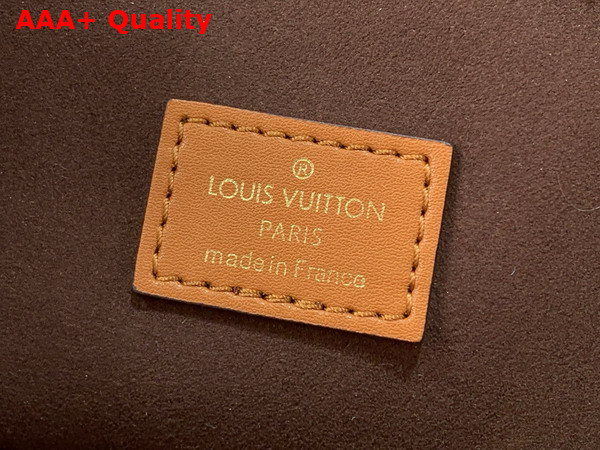 AAA+ Quality
®
LOUIS VUITTON
PARIS
made in France